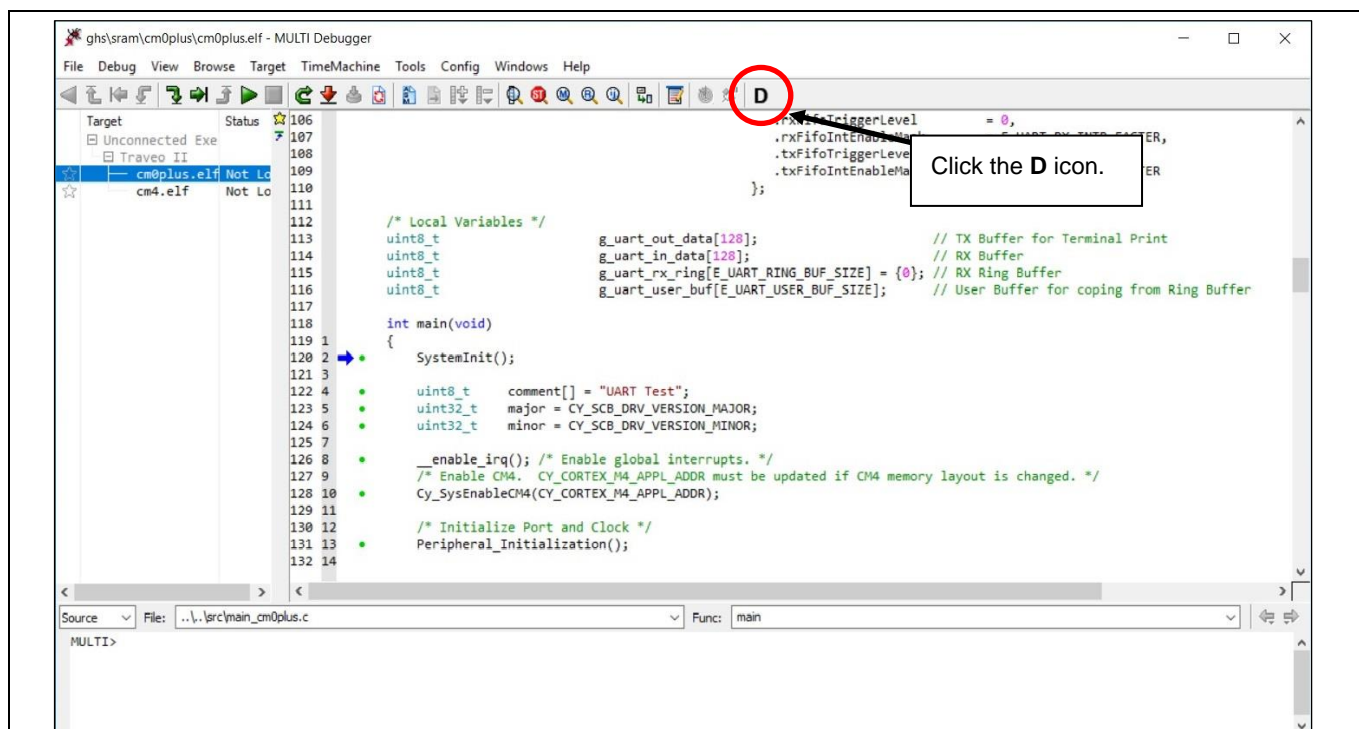 ghs\sram\cm0plus\cm0plus.elf - MULTI Debugger
File Debug View Browse Target TimeMachine Tools Config Windows Help
D
Target Status
Unconnected Exe
Traveo II
cm0plus.elf Not Lo
cm4.elf Not Lo
Click the D icon.
106 .rxFifoTriggerLevel = 0,
107 .rxFifoIntEnableMask
108 .txFifoTriggerLeve
109 .txFifoIntEnableMa ER
110 };
111
112 /* Local Variables */
113 uint8_t g_uart_out_data[128]; // TX Buffer for Terminal Print
114 uint8_t g_uart_in_data[128]; // RX Buffer
115 uint8_t g_uart_rx_ring[E_UART_RING_BUF_SIZE] = {0}; // RX Ring Buffer
116 uint8_t g_uart_user_buf[E_UART_USER_BUF_SIZE]; // User Buffer for coping from Ring Buffer
117
118 int main(void)
119 1 {
120 2 SystemInit();
121 3
122 4 uint8_t comment[] = "UART Test";
123 5 uint32_t major = CY_SCB_DRV_VERSION_MAJOR;
124 6 uint32_t minor = CY_SCB_DRV_VERSION_MINOR;
125 7
126 8 __enable_irq(); /* Enable global interrupts. */
127 9 /* Enable CM4. CY_CORTEX_M4_APPL_ADDR must be updated if CM4 memory layout is changed. */
128 10 Cy_SysEnableCM4(CY_CORTEX_M4_APPL_ADDR);
129 11
130 12 /* Initialize Port and Clock */
131 13 Peripheral_Initialization();
132 14
Source File: ..\..\src\main_cm0plus.c Func: main
MULTI>